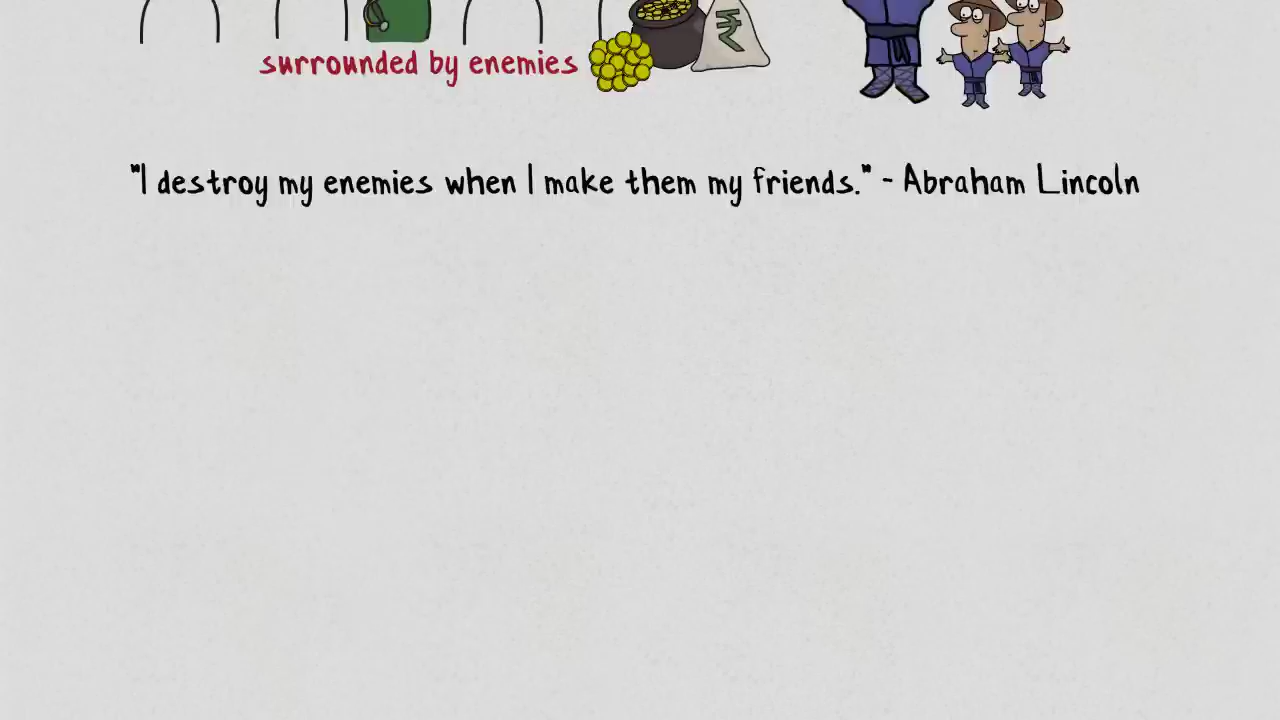 surrounded by enemies
₹
"I destroy my enemies when I make them my friends." - Abraham Lincoln